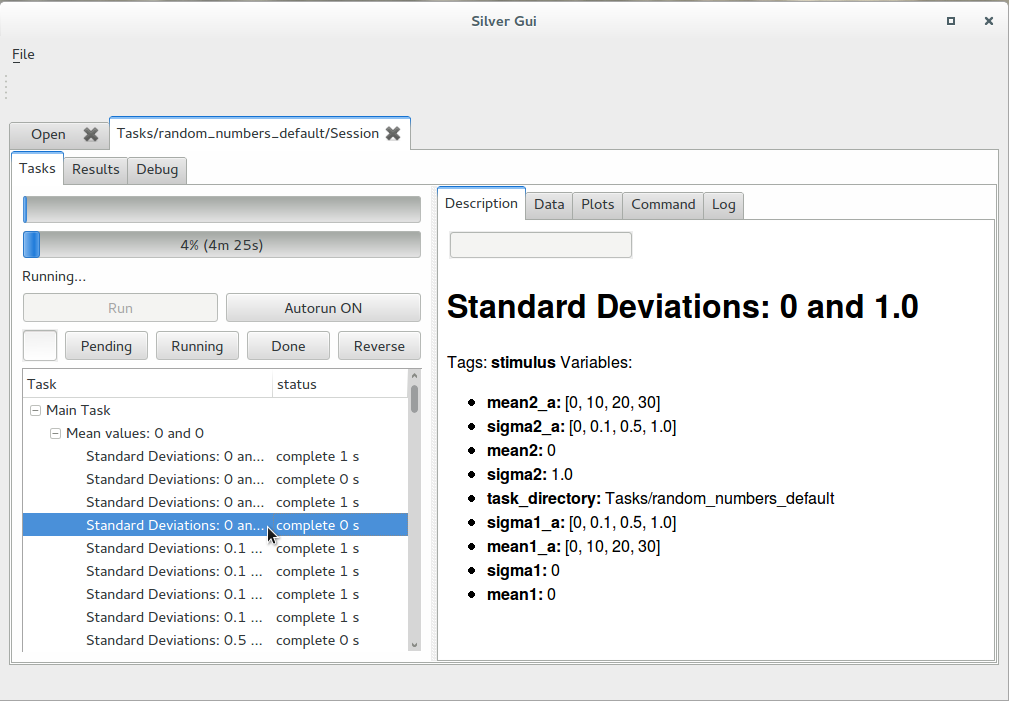 Silver Gui
File
Open
Tasks/random_numbers_default/Session
Tasks
Results
Debug
4% (4m 25s)
Running...
Run
Autorun ON
Pending
Running
Done
Reverse
Task
status
Main Task
Mean values: 0 and 0
Standard Deviations: 0 an... complete 1 s
Standard Deviations: 0 an... complete 0 s
Standard Deviations: 0 an... complete 1 s
Standard Deviations: 0 an... complete 0 s
Standard Deviations: 0.1 ... complete 1 s
Standard Deviations: 0.1 ... complete 1 s
Standard Deviations: 0.1 ... complete 1 s
Standard Deviations: 0.1 ... complete 1 s
Standard Deviations: 0.5 ... complete 0 s
Description
Data
Plots
Command
Log
Standard Deviations: 0 and 1.0
Tags: stimulus Variables:
mean2_a: [0, 10, 20, 30]
sigma2_a: [0, 0.1, 0.5, 1.0]
mean2: 0
sigma2: 1.0
task_directory: Tasks/random_numbers_default
sigma1_a: [0, 0.1, 0.5, 1.0]
mean1_a: [0, 10, 20, 30]
sigma1: 0
mean1: 0